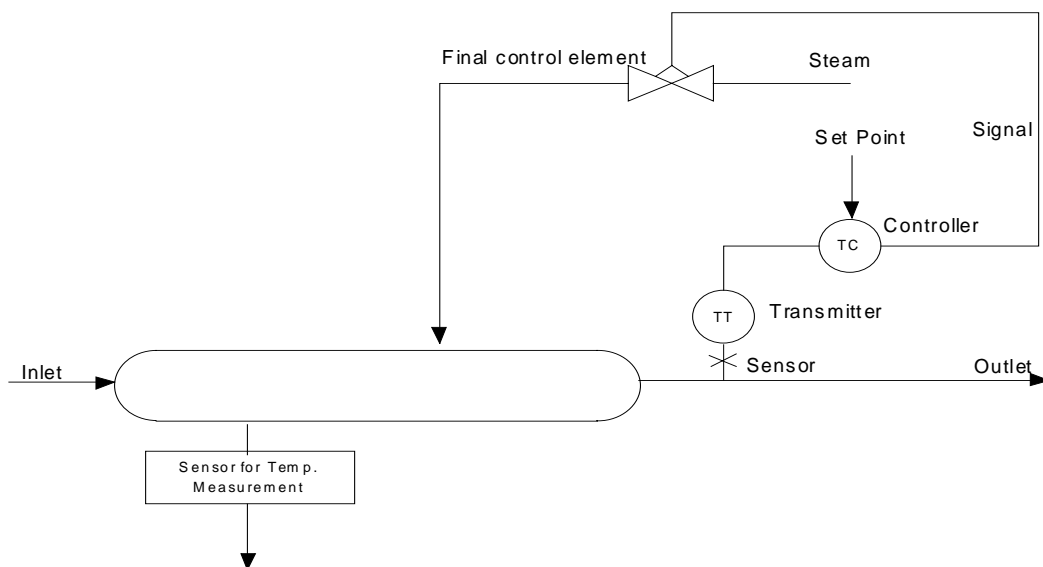 Final control element
Steam
Signal
Set Point
Controller
TC
Transmitter
TT
Sensor
Inlet
Outlet
Sensor for Temp.
Measurement